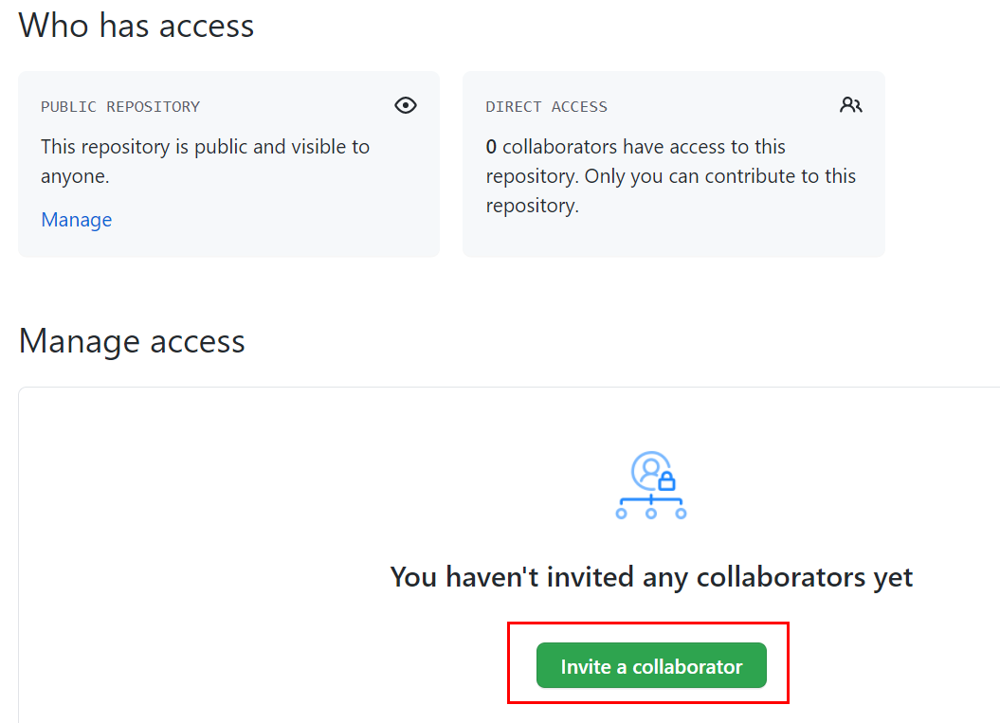 Who has access
PUBLIC REPOSITORY
This repository is public and visible to
anyone.
Manage
DIRECT ACCESS
0 collaborators have access to this
repository. Only you can contribute to this
repository.
Manage access
You haven't invited any collaborators yet
Invite a collaborator